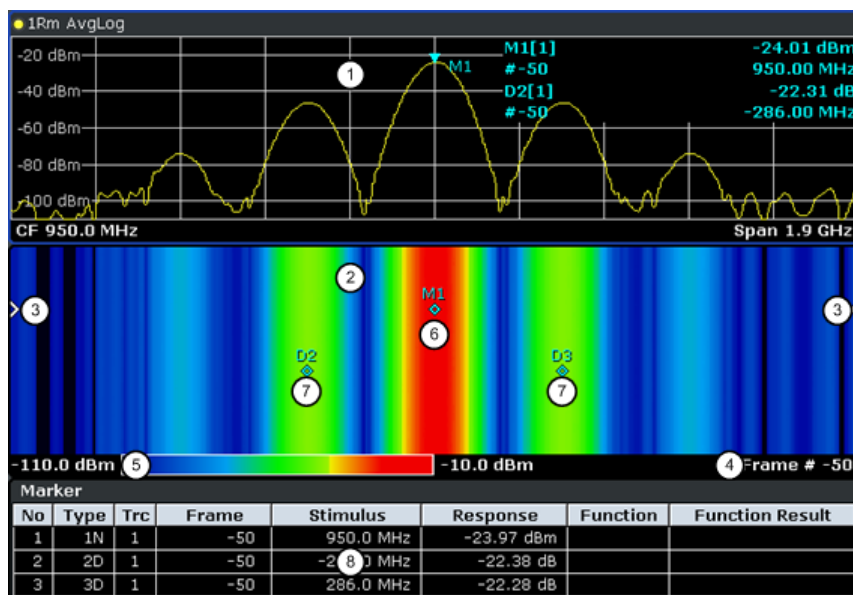 1Rm AvgLog
-20 dBm
-40 dBm
-60 dBm
-80 dBm
-100 dBm
M1[1] -24.01 dBm
#-50 950.00 MHz
D2[1] -22.31 dB
#-50 -286.00 MHz
M1
1
CF 950.0 MHz Span 1.9 GHz
2
M1
3
3
6
D2
D3
7
7
-110.0 dBm 5 -10.0 dBm 4 Frame # -50
Marker
No Type Trc Frame Stimulus Response Function Function Result
1 1N 1 -50 950.0 MHz -23.97 dBm
2 2D 1 -50 8 MHz -22.38 dB
3 3D 1 -50 286.0 MHz -22.28 dB